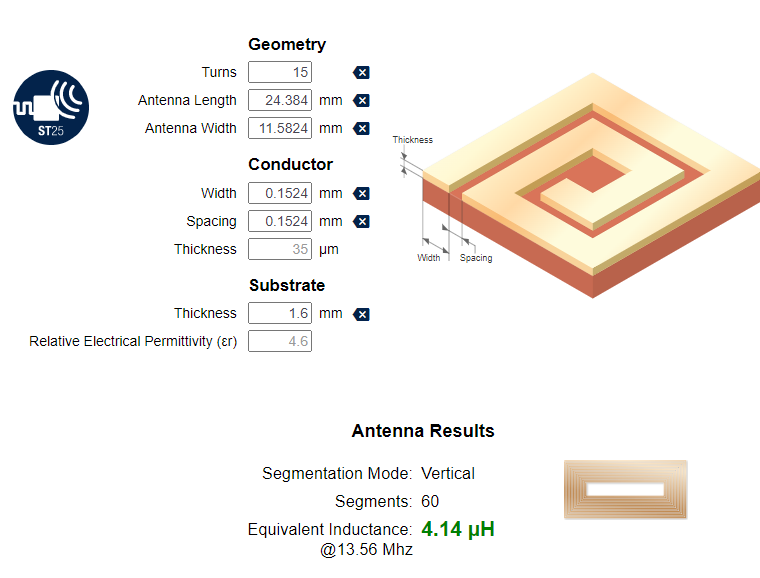 Geometry
Turns 15
Antenna Length 24.384 mm
Antenna Width 11.5824 mm
ST25
Conductor
Width 0.1524 mm
Spacing 0.1524 mm
Thickness 35 µm
Thickness
Width Spacing
Substrate
Thickness 1.6 mm
Relative Electrical Permittivity (εr) 4.6
Antenna Results
Segmentation Mode: Vertical
Segments: 60
Equivalent Inductance: 4.14 µH
@13.56 Mhz